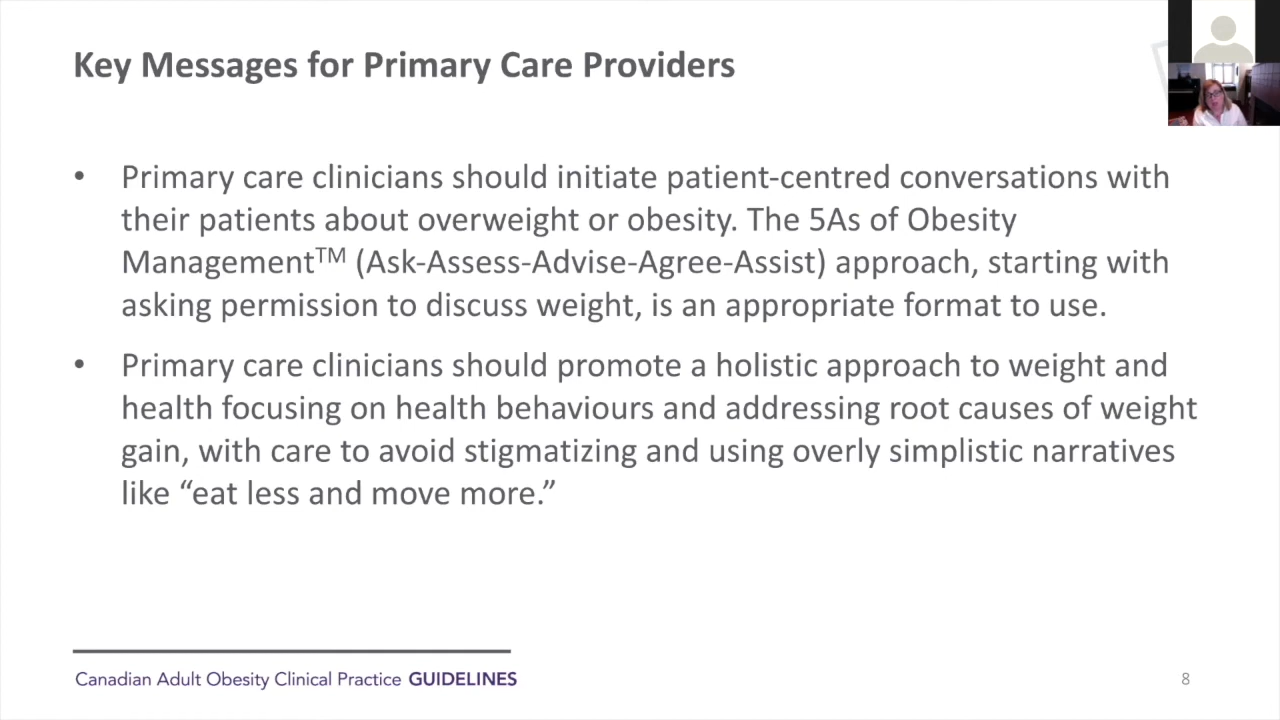 Key Messages for Primary Care Providers
• Primary care clinicians should initiate patient-centred conversations with
their patients about overweight or obesity. The 5As of Obesity
Management™ (Ask-Assess-Advise-Agree-Assist) approach, starting with
asking permission to discuss weight, is an appropriate format to use.
• Primary care clinicians should promote a holistic approach to weight and
health focusing on health behaviours and addressing root causes of weight
gain, with care to avoid stigmatizing and using overly simplistic narratives
like “eat less and move more.”
Canadian Adult Obesity Clinical Practice GUIDELINES
8